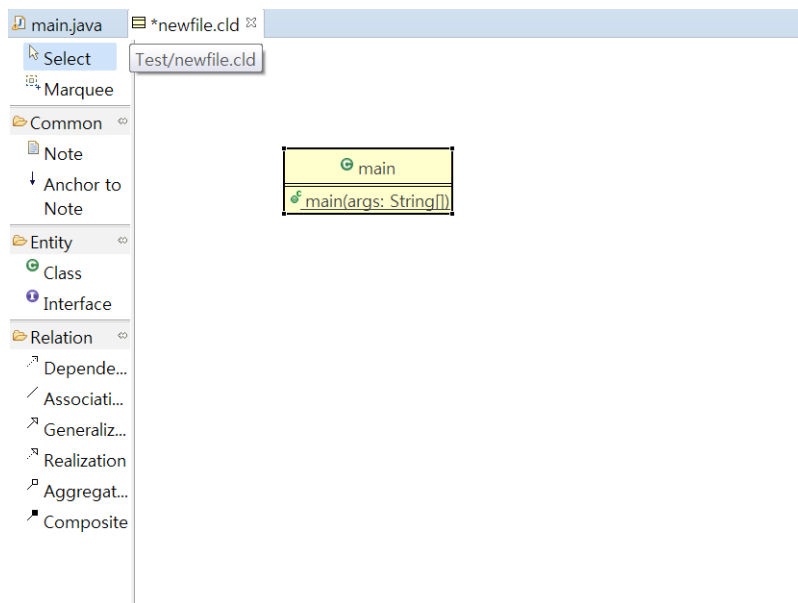 main.java
*newfile.cld
Select
Test/newfile.cld
Marquee
Common
Note
Anchor to
Note
Entity
Class
Interface
Relation
Depende...
Associati...
Generaliz...
Realization
Aggregat...
Composite
main
main(args: String[])